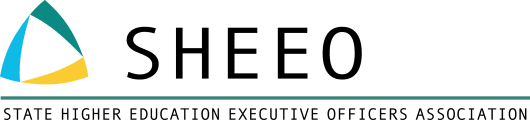 SHEEO
STATE HIGHER EDUCATION EXECUTIVE OFFICERS ASSOCIATION